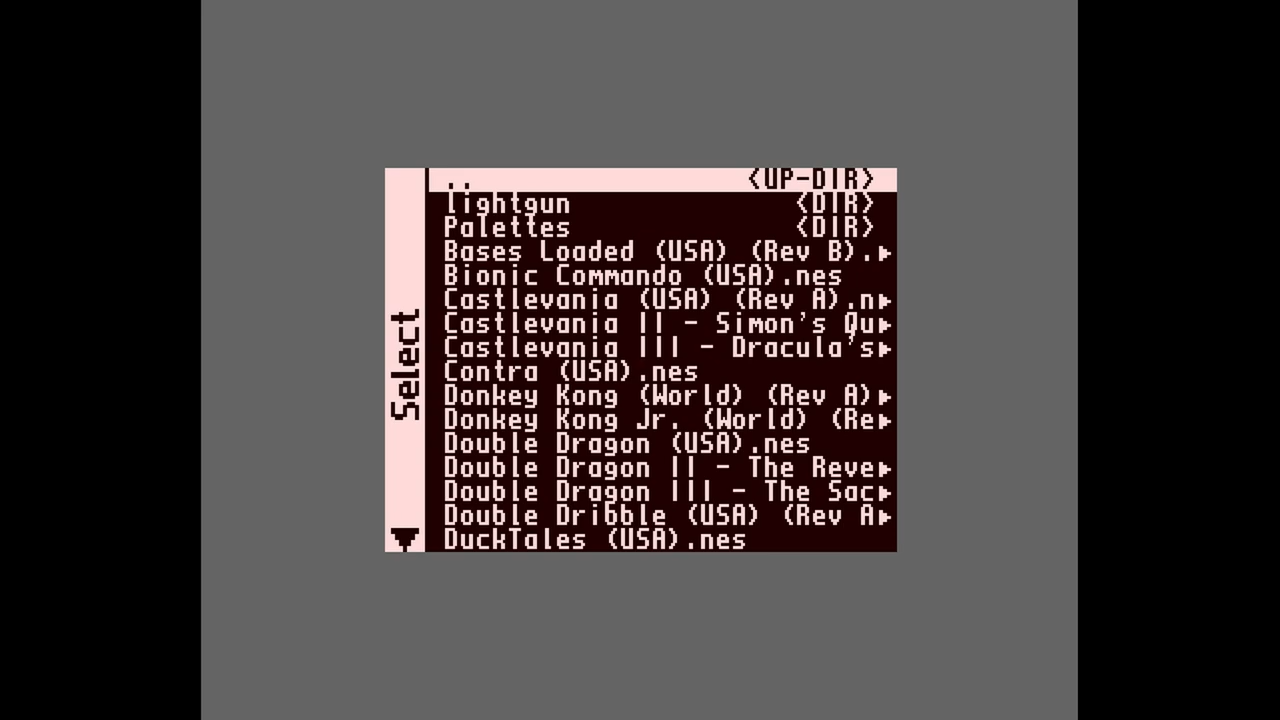 Select
.. <UP-DIR>
lightgun <DIR>
Palettes <DIR>
Bases Loaded (USA) (Rev B).
Bionic Commando (USA).nes
Castlevania (USA) (Rev A).n
Castlevania II - Simon's Qu
Castlevania III - Dracula's
Contra (USA).nes
Donkey Kong (World) (Rev A)
Donkey Kong Jr. (World) (Re
Double Dragon (USA).nes
Double Dragon II - The Reve
Double Dragon III - The Sac
Double Dribble (USA) (Rev A
DuckTales (USA).nes